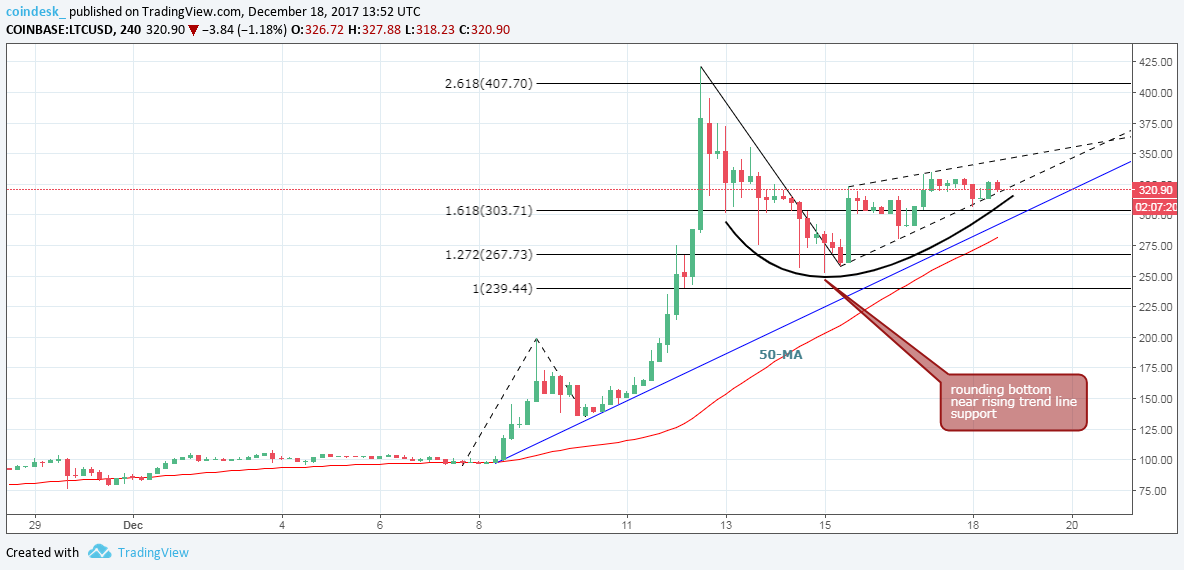 coindesk_ published on TradingView.com, December 18, 2017 13:52 UTC
COINBASE:LTCUSD, 240 320.90 ▼ −3.84 (−1.18%) O:326.72 H:327.88 L:318.23 C:320.90
425.00
2.618(407.70)
400.00
375.00
350.00
320.90
02:07:20
1.618(303.71)
300.00
275.00
1.272(267.73)
250.00
1(239.44)
225.00
200.00
50-MA
175.00
rounding bottom
near rising trend line
support
150.00
125.00
100.00
75.00
29 Dec 4 6 8 11 13 15 18 20
Created with TradingView